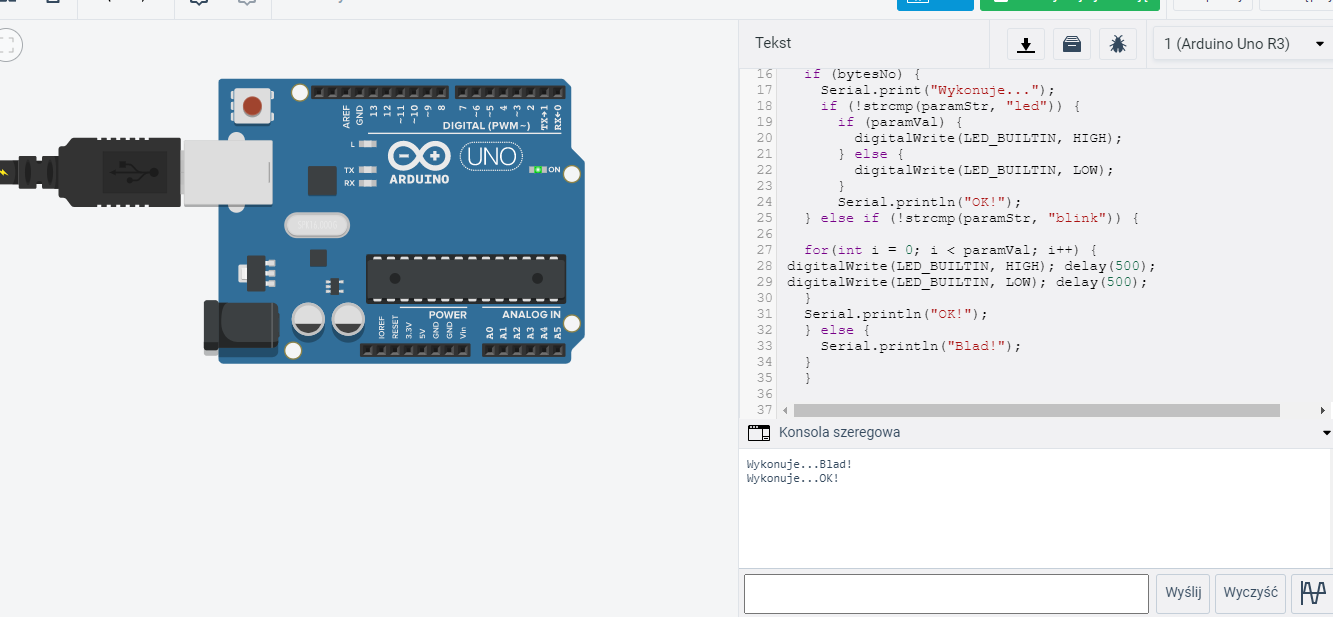 Tekst
1 (Arduino Uno R3)
16 if (bytesNo) {
17 Serial.print("Wykonuje...");
18 if (!strcmp(paramStr, "led")) {
19 if (paramVal) {
20 digitalWrite(LED_BUILTIN, HIGH);
21 } else {
22 digitalWrite(LED_BUILTIN, LOW);
23 }
24 Serial.println("OK!");
25 } else if (!strcmp(paramStr, "blink")) {
26
27 for(int i = 0; i < paramVal; i++) {
28 digitalWrite(LED_BUILTIN, HIGH); delay(500);
29 digitalWrite(LED_BUILTIN, LOW); delay(500);
30 }
31 Serial.println("OK!");
32 } else {
33 Serial.println("Blad!");
34 }
35 }
36
37
Konsola szeregowa
Wykonuje...Blad!
Wykonuje...OK!
Wyślij
Wyczyść
AREF
GND
13
12
~11
~10
~9
8
7
~6
~5
4
~3
2
TX→1
RX←0
DIGITAL (PWM~)
L
TX
RX
ARDUINO
UNO
ON
IOREF
RESET
3.3V
5V
GND
GND
Vin
POWER
ANALOG IN
A0
A1
A2
A3
A4
A5